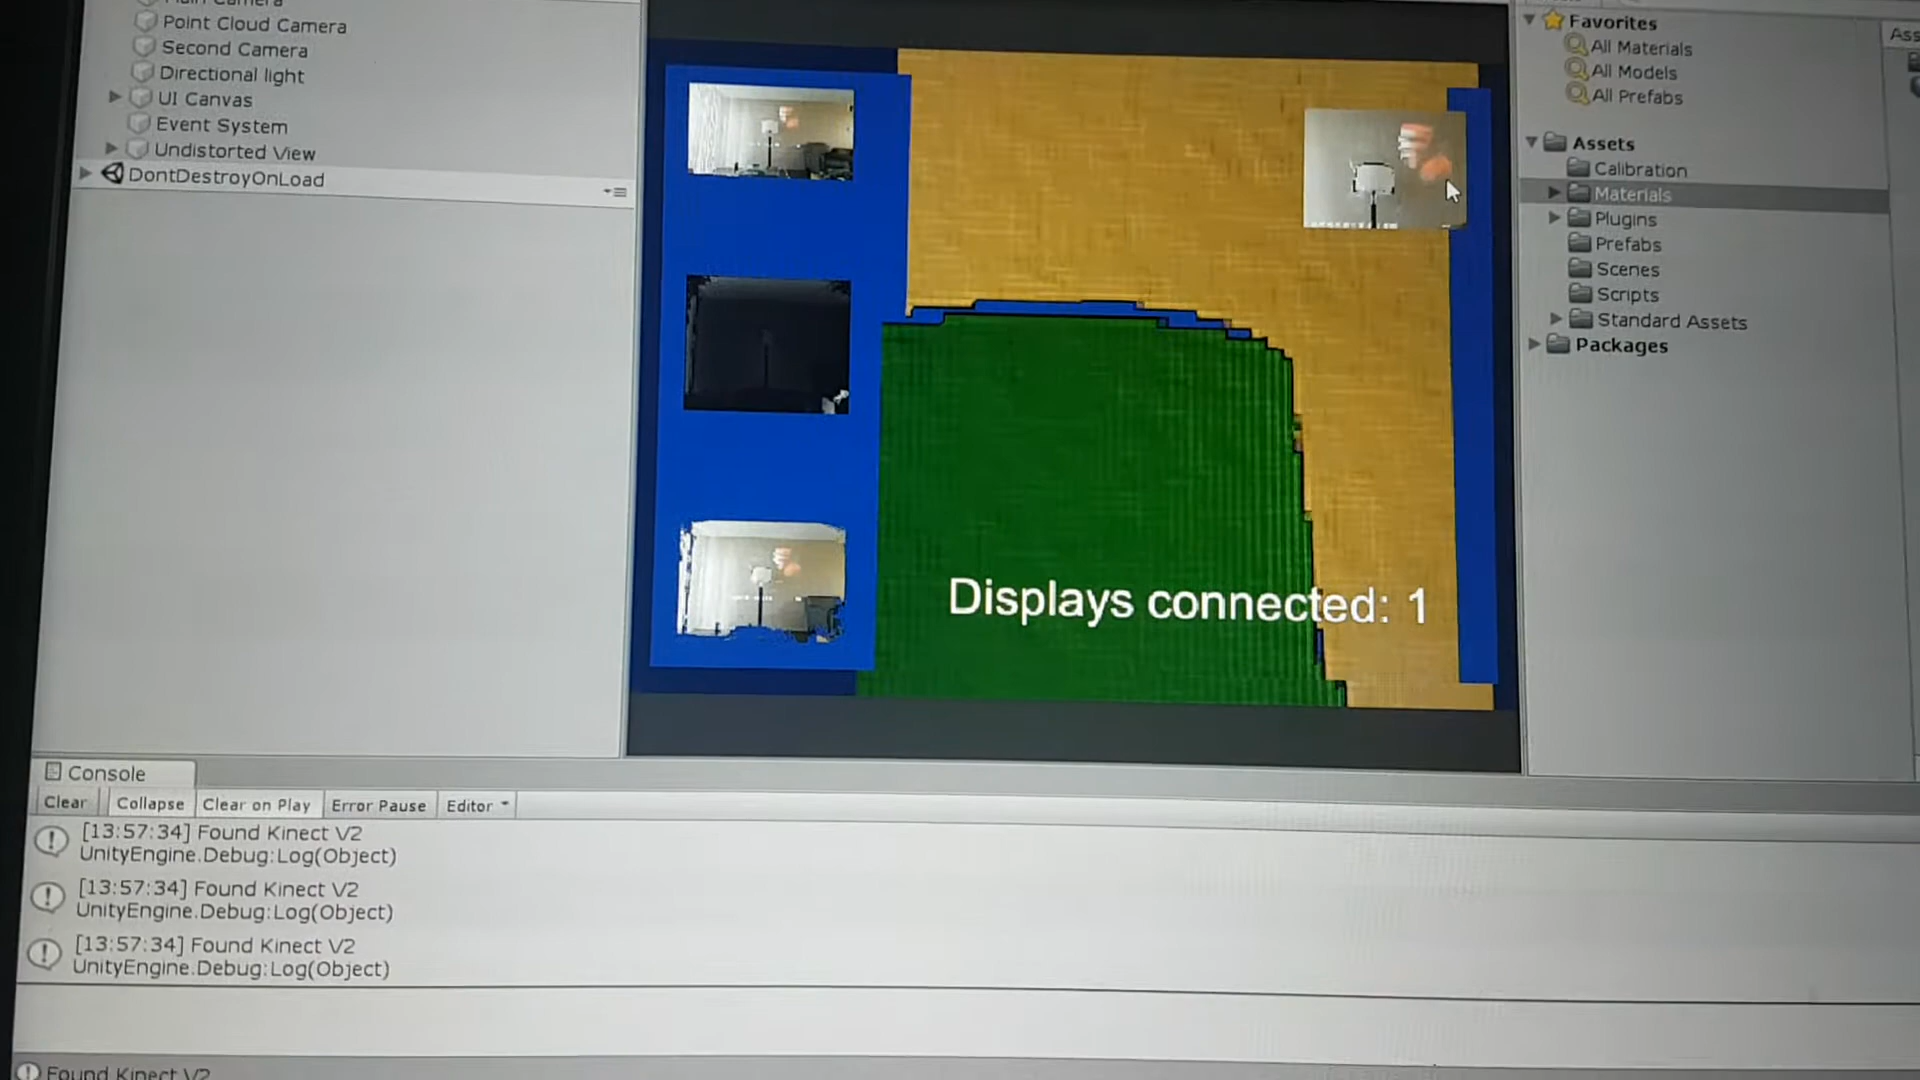 Main Camera
Point Cloud Camera
Second Camera
Directional light
UI Canvas
Event System
Undistorted View
DontDestroyOnLoad
Displays connected: 1
Favorites
All Materials
All Models
All Prefabs
Assets
Calibration
Materials
Plugins
Prefabs
Scenes
Scripts
Standard Assets
Packages
Ass
Console
Clear
Collapse
Clear on Play
Error Pause
Editor
[13:57:34] Found Kinect V2
UnityEngine.Debug:Log(Object)
[13:57:34] Found Kinect V2
UnityEngine.Debug:Log(Object)
[13:57:34] Found Kinect V2
UnityEngine.Debug:Log(Object)
Found Kinect V2